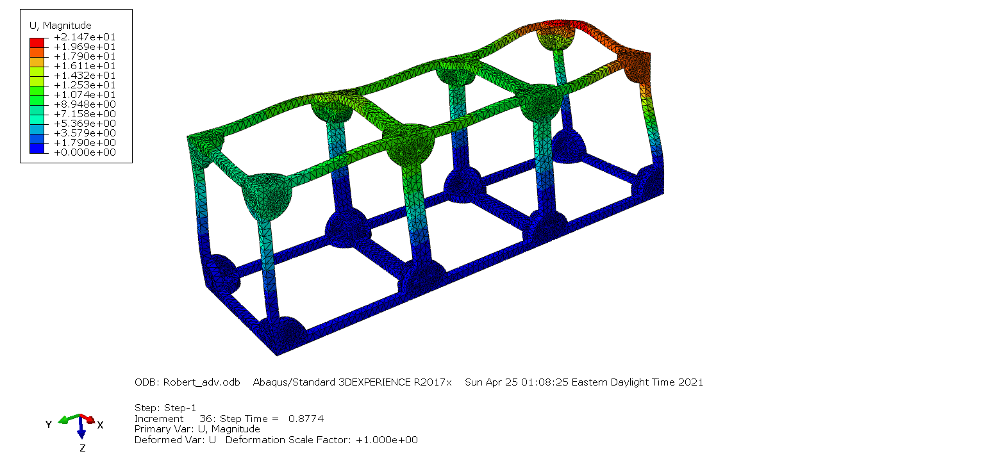 U, Magnitude
+2.147e+01
+1.969e+01
+1.790e+01
+1.611e+01
+1.432e+01
+1.253e+01
+1.074e+01
+8.948e+00
+7.158e+00
+5.369e+00
+3.579e+00
+1.790e+00
+0.000e+00
ODB: Robert_adv.odb    Abaqus/Standard 3DEXPERIENCE R2017x    Sun Apr 25 01:08:25 Eastern Daylight Time 2021
Step: Step-1
Increment    36: Step Time =   0.8774
Primary Var: U, Magnitude
Deformed Var: U   Deformation Scale Factor: +1.000e+00
Y
X
Z